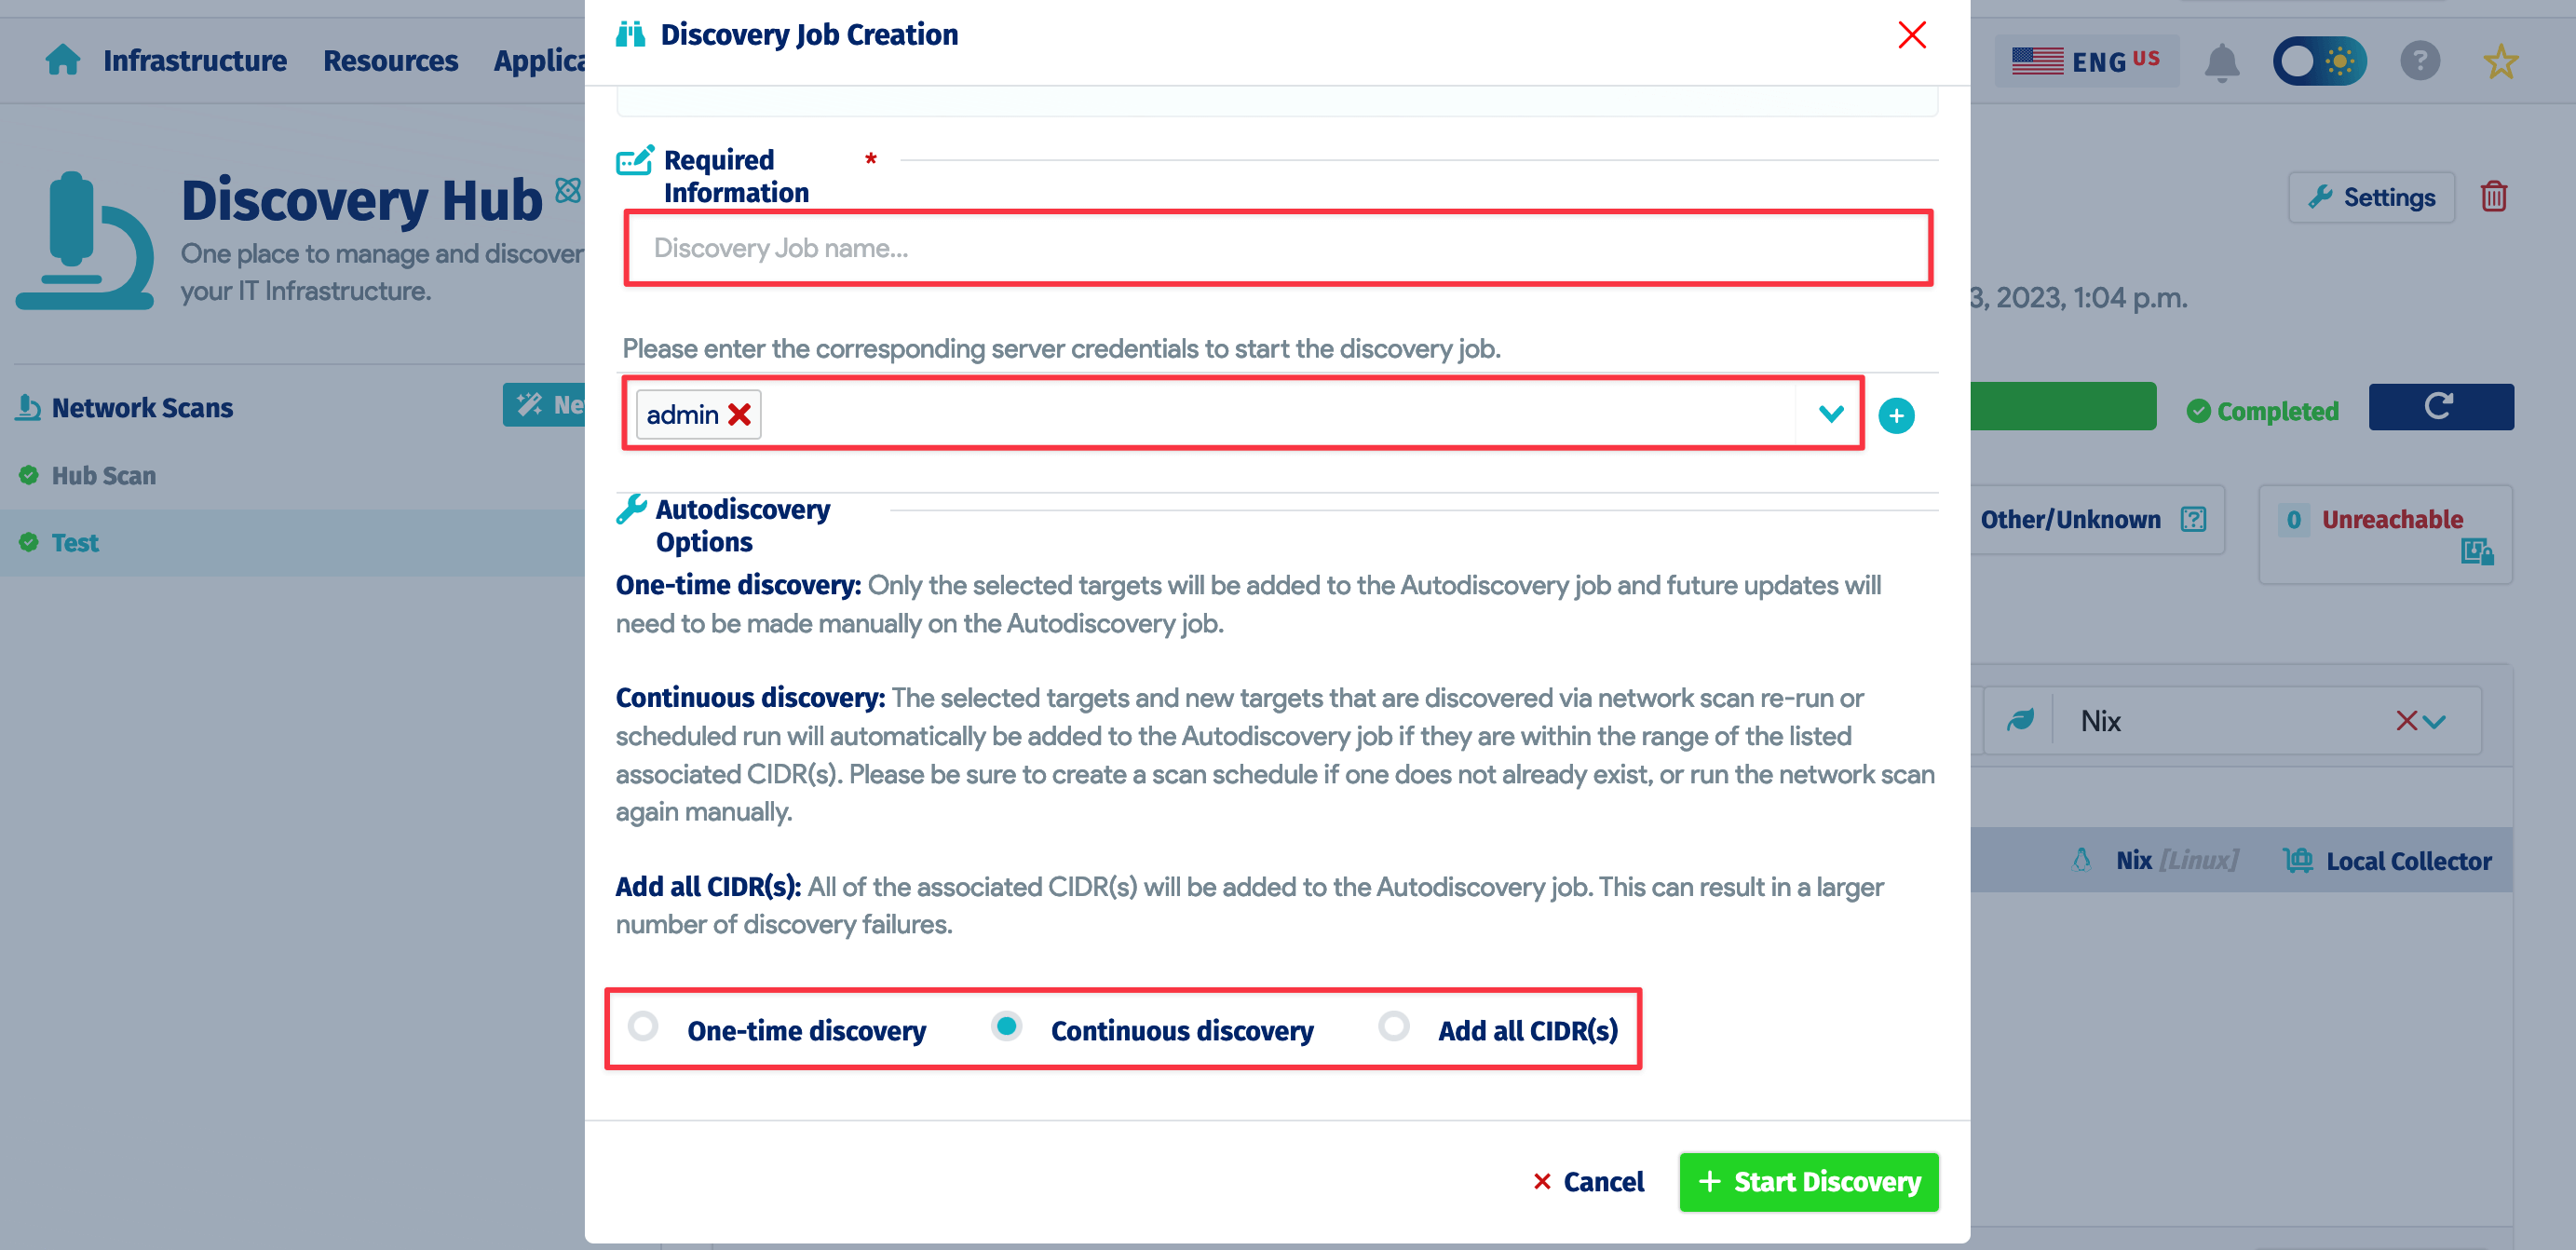 Discovery Job Creation
Infrastructure Resources Applica
ENG US
?
Discovery Hub
One place to manage and discover
your IT Infrastructure.
Required *
Information
Settings
Discovery Job name...
3, 2023, 1:04 p.m.
Please enter the corresponding server credentials to start the discovery job.
Network Scans
Ne
admin
Completed
Hub Scan
Test
Autodiscovery
Options
Other/Unknown ?
0 Unreachable
One-time discovery: Only the selected targets will be added to the Autodiscovery job and future updates will
need to be made manually on the Autodiscovery job.
Continuous discovery: The selected targets and new targets that are discovered via network scan re-run or
scheduled run will automatically be added to the Autodiscovery job if they are within the range of the listed
associated CIDR(s). Please be sure to create a scan schedule if one does not already exist, or run the network scan
again manually.
Nix
Nix [Linux] Local Collector
Add all CIDR(s): All of the associated CIDR(s) will be added to the Autodiscovery job. This can result in a larger
number of discovery failures.
One-time discovery Continuous discovery Add all CIDR(s)
Cancel + Start Discovery